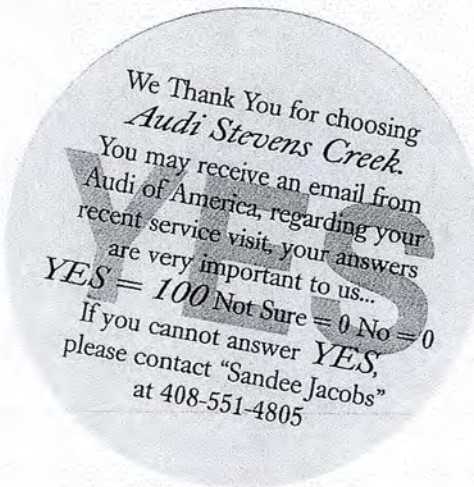 We Thank You for choosing
Audi Stevens Creek.
You may receive an email from
Audi of America, regarding your
recent service visit, your answers
are very important to us...
YES = 100 Not Sure = 0 No = 0
If you cannot answer YES,
please contact "Sandee Jacobs"
at 408-551-4805
YES